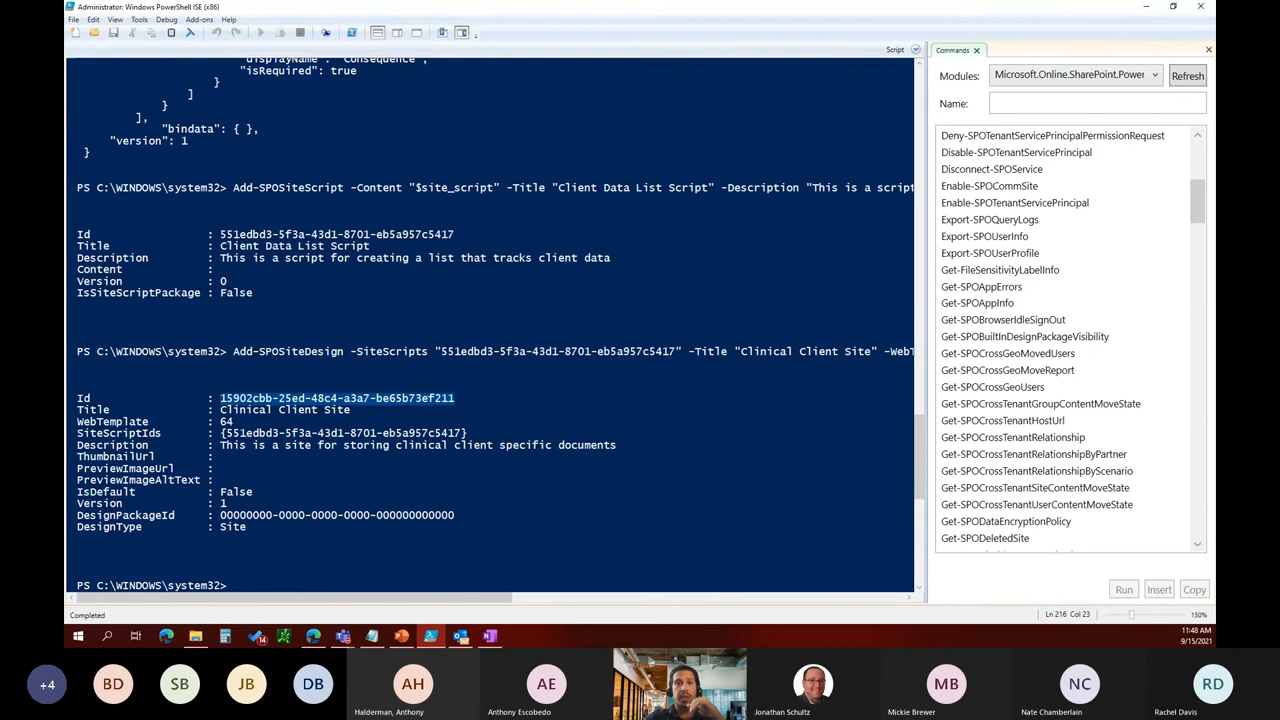 Administrator: Windows PowerShell ISE (x86)
File Edit View Tools Debug Add-ons Help
Script
"displayName": "Consequence",
"isRequired": true
}
]
}
],
"bindata": { },
"version": 1
}
PS C:\WINDOWS\system32> Add-SPOSiteScript -Content "$site_script" -Title "Client Data List Script" -Description "This is a script
Id : 551edbd3-5f3a-43d1-8701-eb5a957c5417
Title : Client Data List Script
Description : This is a script for creating a list that tracks client data
Content :
Version : 0
IsSiteScriptPackage : False
PS C:\WINDOWS\system32> Add-SPOSiteDesign -SiteScripts "551edbd3-5f3a-43d1-8701-eb5a957c5417" -Title "Clinical Client Site" -WebT
Id : 15902cbb-25ed-48c4-a3a7-be65b73ef211
Title : Clinical Client Site
WebTemplate : 64
SiteScriptIds : {551edbd3-5f3a-43d1-8701-eb5a957c5417}
Description : This is a site for storing clinical client specific documents
ThumbnailUrl :
PreviewImageUrl :
PreviewImageAltText :
IsDefault : False
Version : 1
DesignPackageId : 00000000-0000-0000-0000-000000000000
DesignType : Site
PS C:\WINDOWS\system32>
Completed
Ln 216 Col 23
150%
Commands
Modules: Microsoft.Online.SharePoint.Power Refresh
Name:
Deny-SPOTenantServicePrincipalPermissionRequest
Disable-SPOTenantServicePrincipal
Disconnect-SPOService
Enable-SPOCommSite
Enable-SPOTenantServicePrincipal
Export-SPOQueryLogs
Export-SPOUserInfo
Export-SPOUserProfile
Get-FileSensitivityLabelInfo
Get-SPOAppErrors
Get-SPOAppInfo
Get-SPOBrowserIdleSignOut
Get-SPOBuiltInDesignPackageVisibility
Get-SPOCrossGeoMovedUsers
Get-SPOCrossGeoMoveReport
Get-SPOCrossGeoUsers
Get-SPOCrossTenantGroupContentMoveState
Get-SPOCrossTenantHostUrl
Get-SPOCrossTenantRelationship
Get-SPOCrossTenantRelationshipByPartner
Get-SPOCrossTenantRelationshipByScenario
Get-SPOCrossTenantSiteContentMoveState
Get-SPOCrossTenantUserContentMoveState
Get-SPODataEncryptionPolicy
Get-SPODeletedSite
Run Insert Copy
14
11:48 AM
9/15/2021
+4 BD SB JB DB AH AE MB NC RD
Halderman, Anthony
Anthony Escobedo
Jonathan Schultz
Mickie Brewer
Nate Chamberlain
Rachel Davis